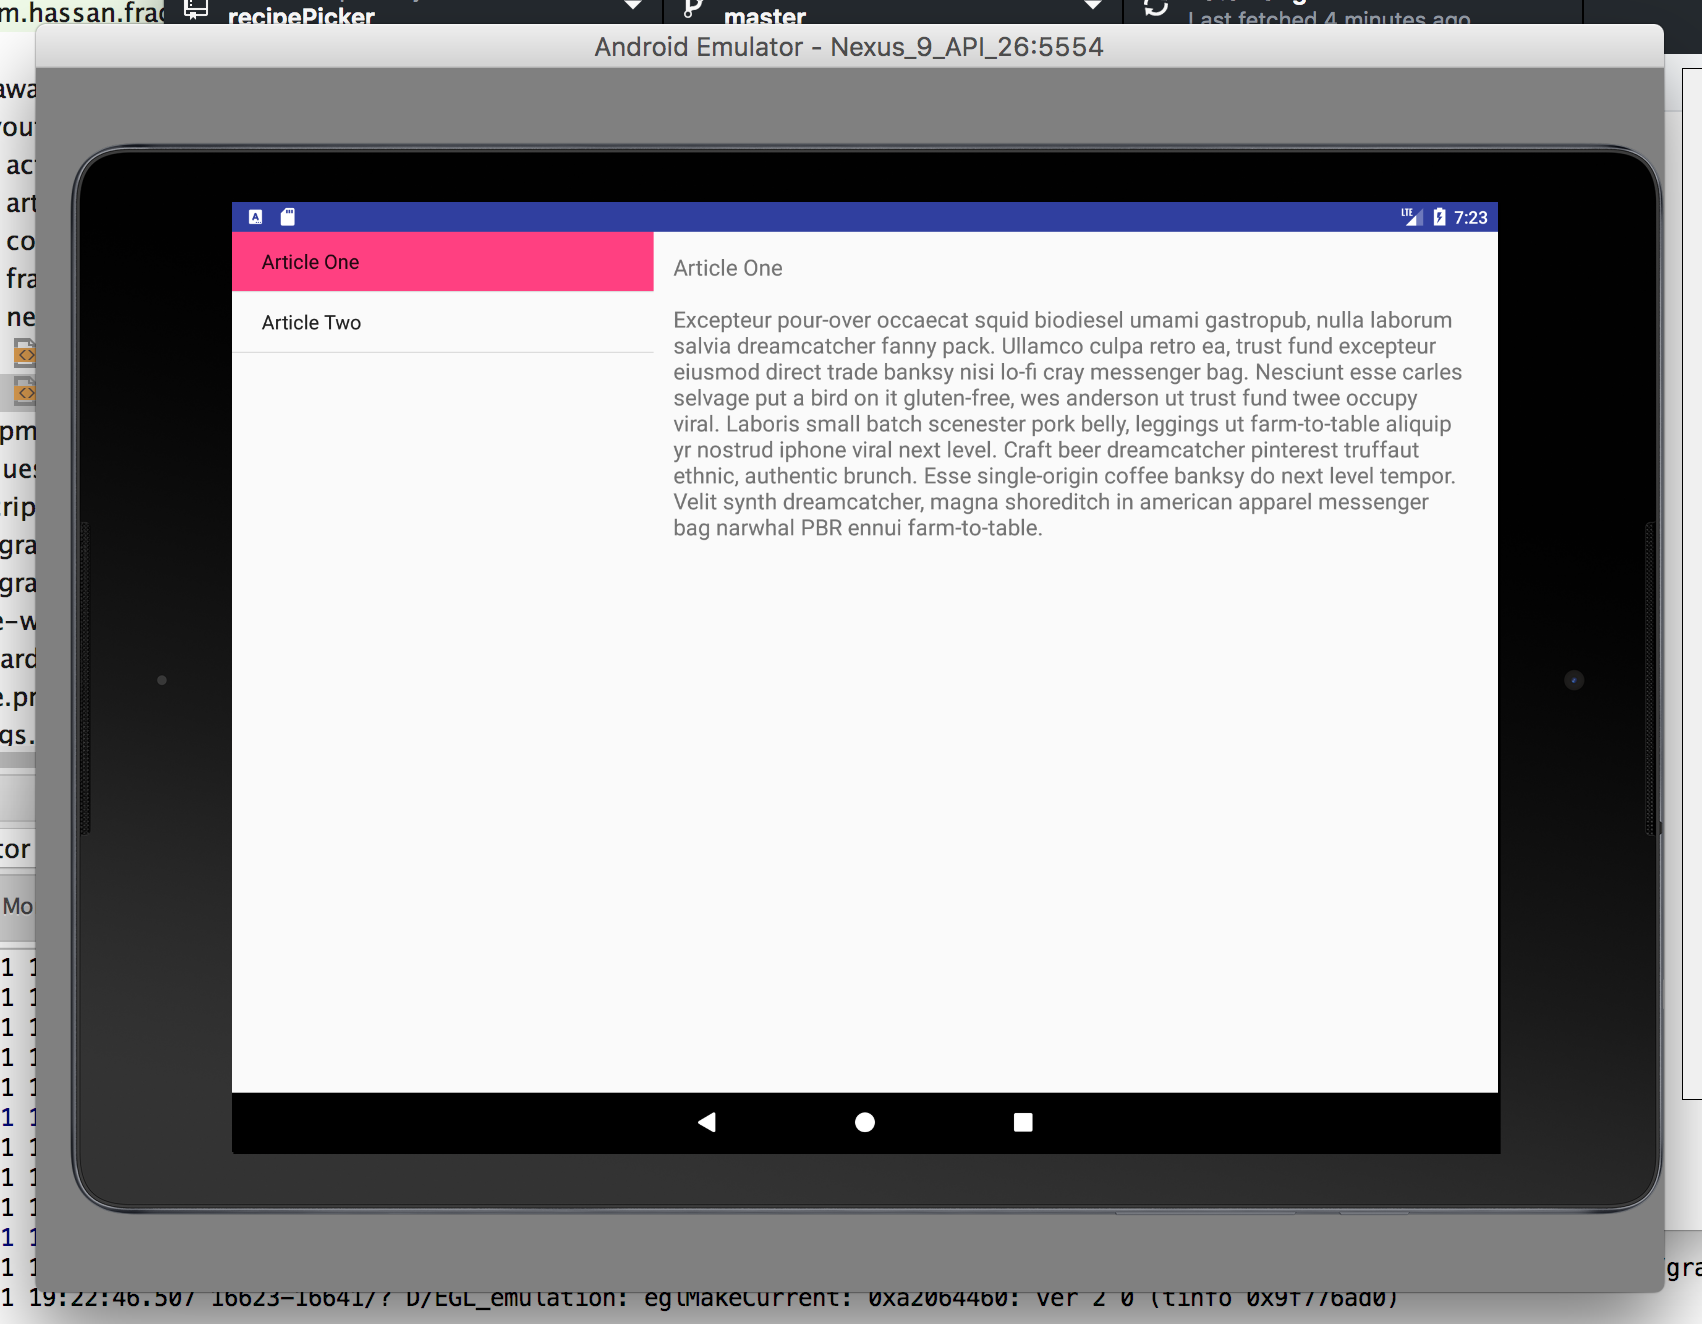 recipePicker
master
Last fetched 4 minutes ago
Android Emulator - Nexus_9_API_26:5554
A
LTE
7:23
Article One
Article Two
Article One
Excepteur pour-over occaecat squid biodiesel umami gastropub, nulla laborum
salvia dreamcatcher fanny pack. Ullamco culpa retro ea, trust fund excepteur
eiusmod direct trade banksy nisi lo-fi cray messenger bag. Nesciunt esse carles
selvage put a bird on it gluten-free, wes anderson ut trust fund twee occupy
viral. Laboris small batch scenester pork belly, leggings ut farm-to-table aliquip
yr nostrud iphone viral next level. Craft beer dreamcatcher pinterest truffaut
ethnic, authentic brunch. Esse single-origin coffee banksy do next level tempor.
Velit synth dreamcatcher, magna shoreditch in american apparel messenger
bag narwhal PBR ennui farm-to-table.
m.hassan.frac
awa
you
ac
art
co
fra
ne
pm
ues
rip
gra
gra
e-w
ard
e.pr
gs.
tor
Mo
1 1
1 1
1 1
1 1
1 1
1 1
1 1
1 1
1 1
1 1
1 1
gra
1 19:22:46.507 16623-16641/? D/EGL_emulation: eglMakeCurrent: 0xa2064460: ver 2 0 (tinfo 0x9f776ad0)